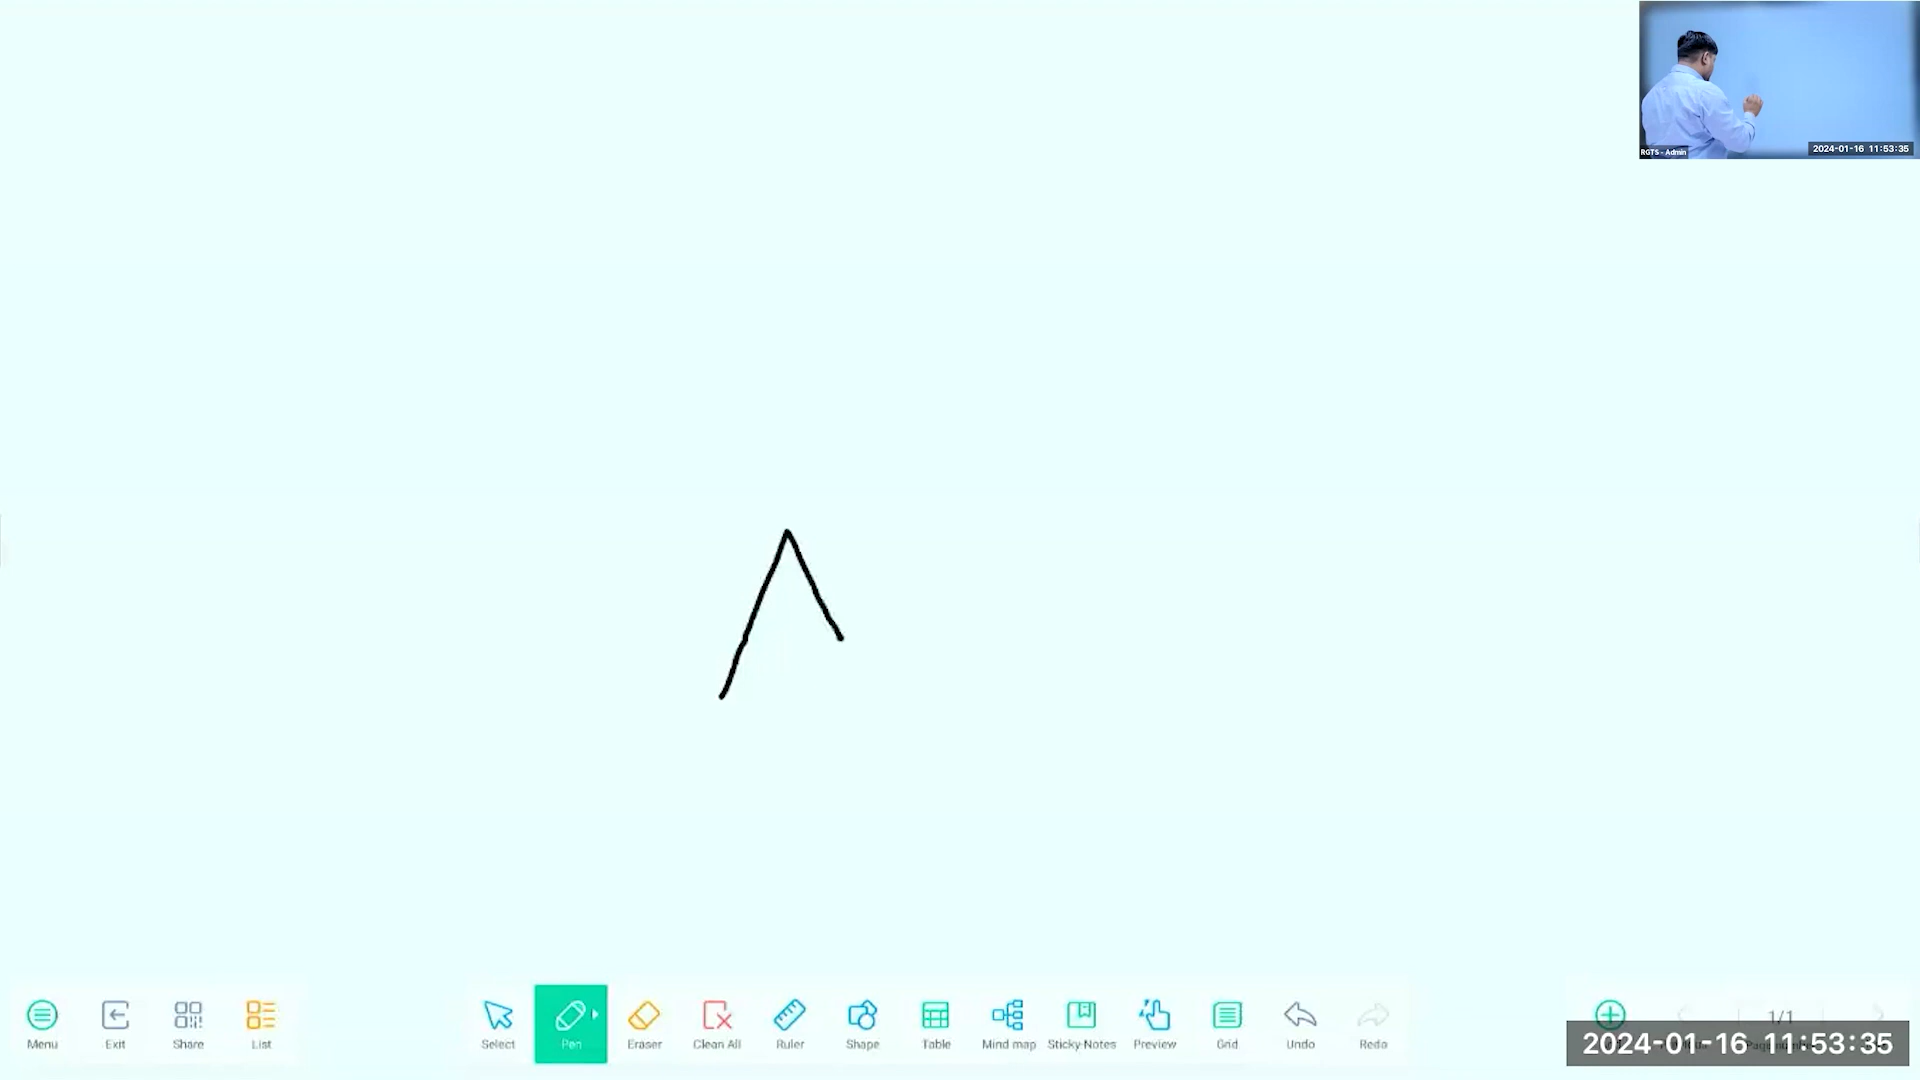 RGTS - Admin
2024-01-16 11:53:35
Menu
Exit
Share
List
Select
Pen
Eraser
Clean All
Ruler
Shape
Table
Mind map
Sticky Notes
Preview
Grid
Undo
Redo
1/1
2024-01-16 11:53:35